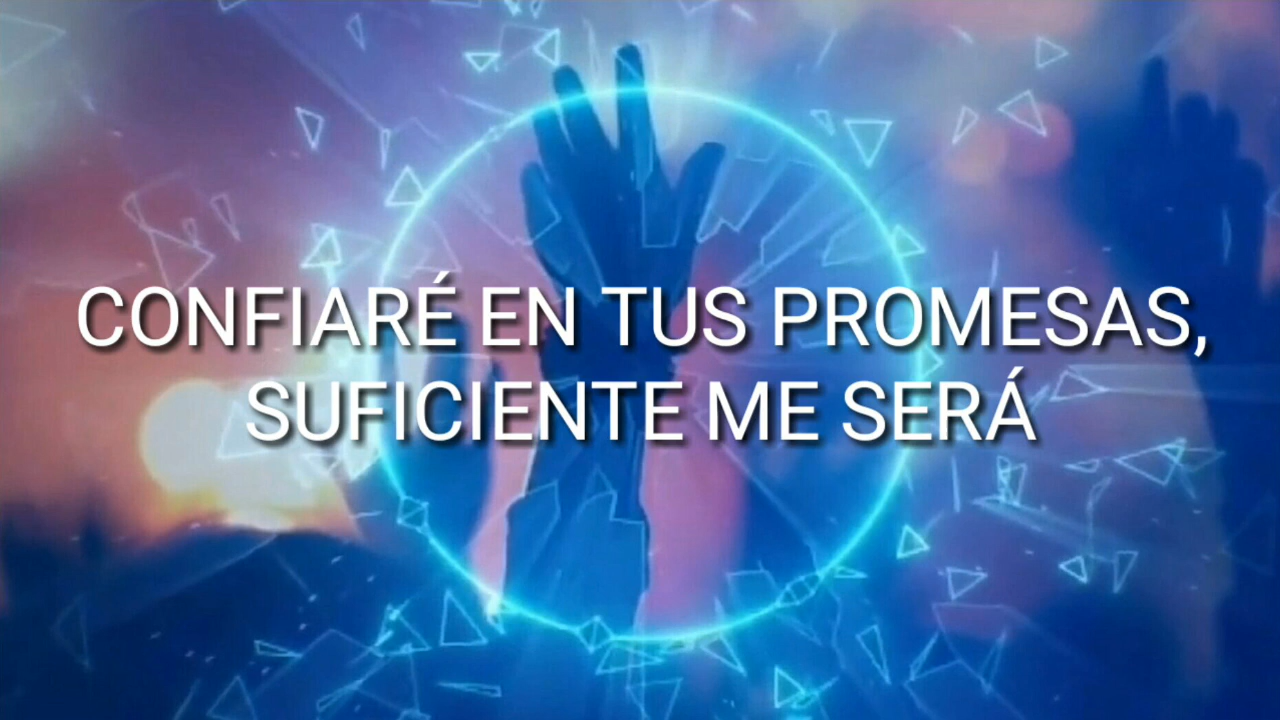 CONFIARÉ EN TUS PROMESAS,
SUFICIENTE ME SERÁ